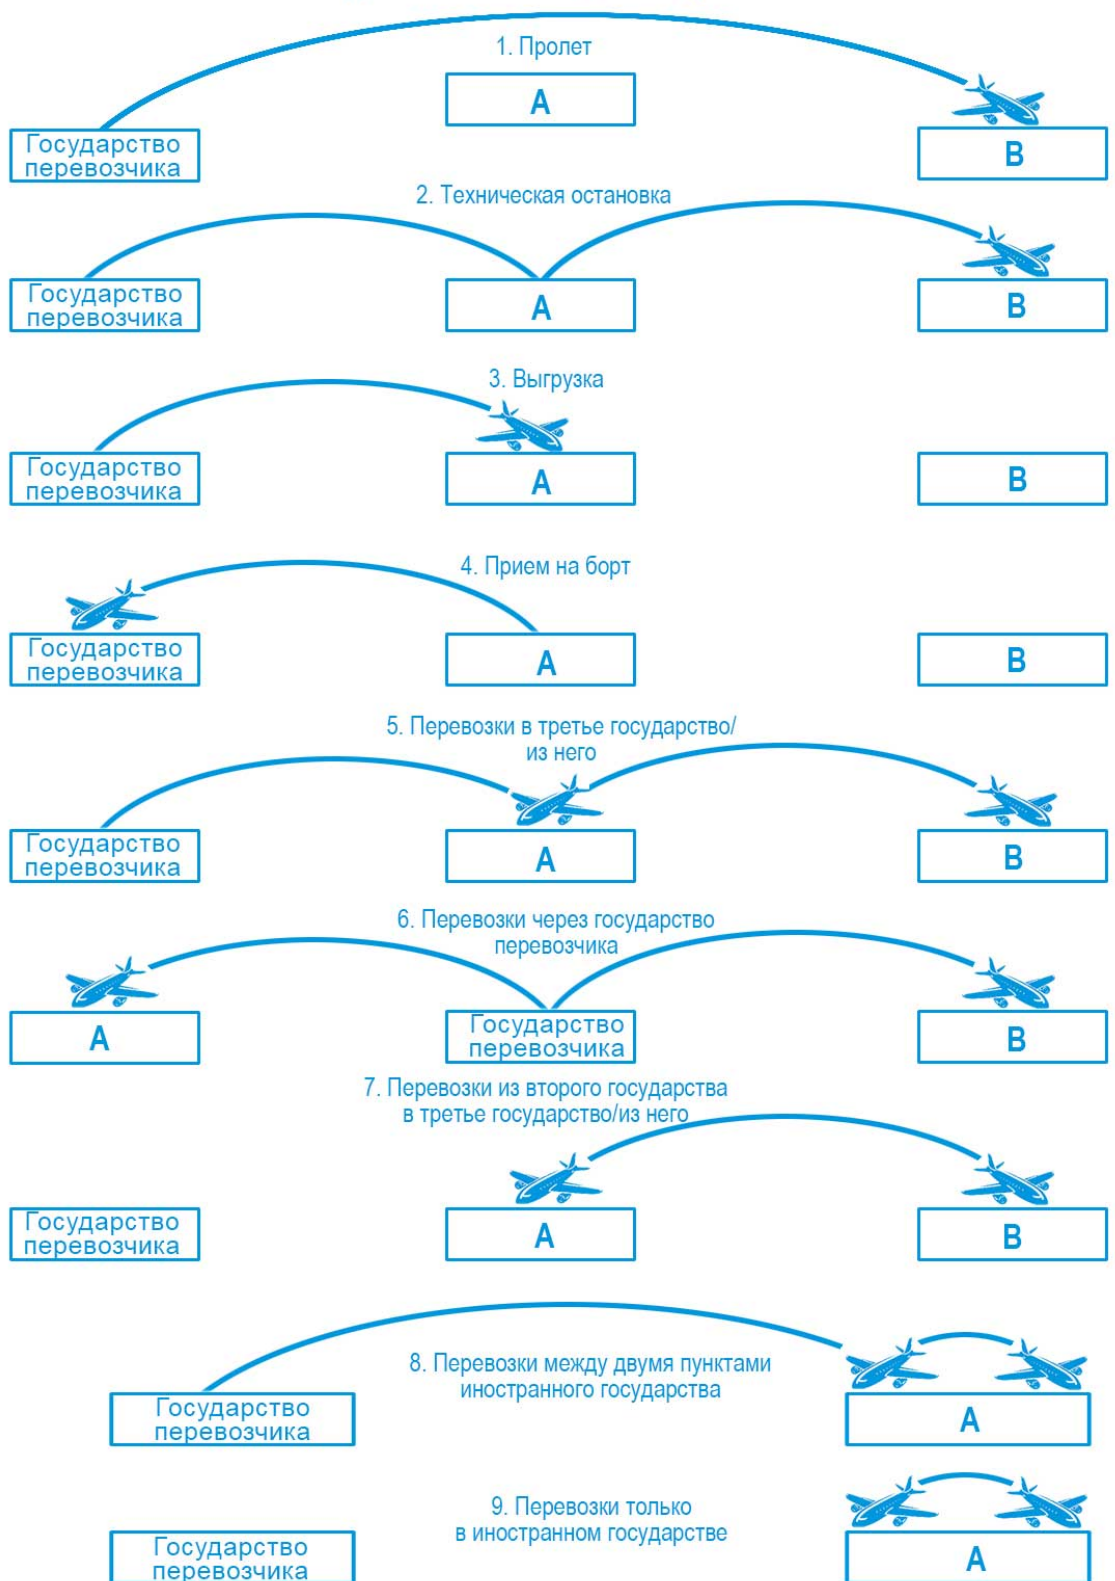 1. Пролет
A
Государство
перевозчика
B
2. Техническая остановка
Государство
перевозчика
A
B
3. Выгрузка
Государство
перевозчика
A
B
4. Прием на борт
Государство
перевозчика
A
B
5. Перевозки в третье государство/
из него
Государство
перевозчика
A
B
6. Перевозки через государство
перевозчика
A
Государство
перевозчика
B
7. Перевозки из второго государства
в третье государство/из него
Государство
перевозчика
A
B
8. Перевозки между двумя пунктами
иностранного государства
Государство
перевозчика
A
9. Перевозки только
в иностранном государстве
Государство
перевозчика
A